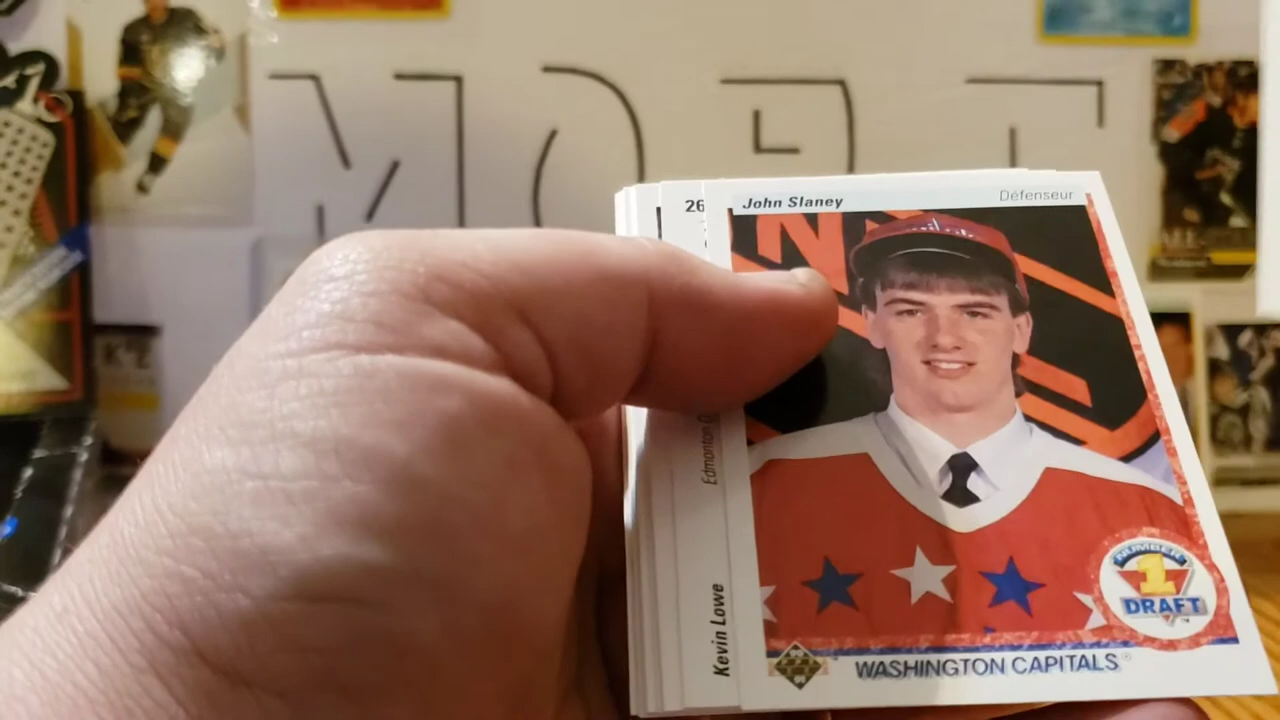 John Slaney
Défenseur
26
Kevin Lowe
Edmonton
NUMBER
1
DRAFT
WASHINGTON CAPITALS